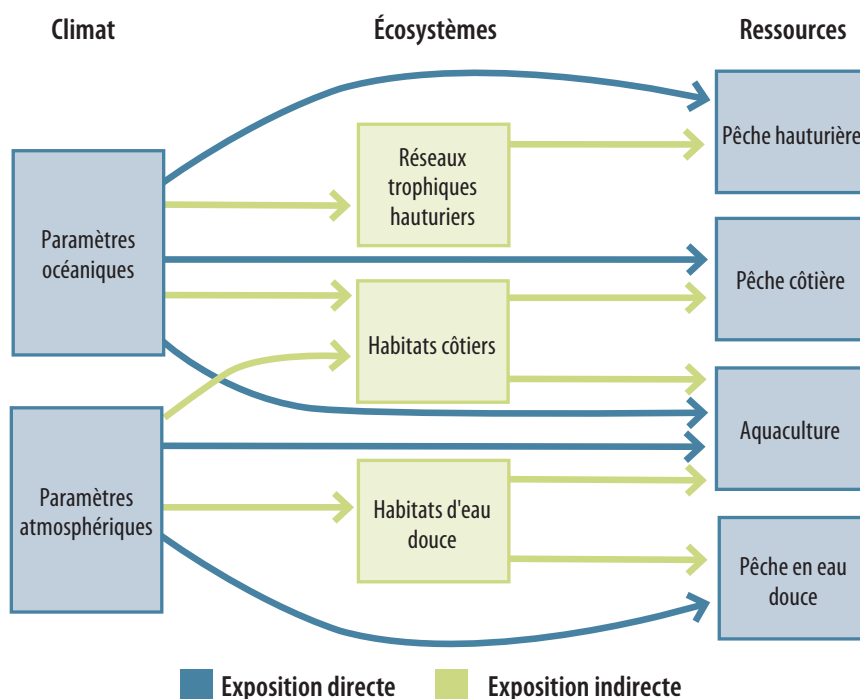 Climat
Écosystèmes
Ressources
Pêche hauturière
Réseaux
trophiques
hauturiers
Paramètres
océaniques
Pêche côtière
Habitats côtiers
Aquaculture
Paramètres
atmosphériques
Habitats d'eau
douce
Pêche en eau
douce
Exposition directe
Exposition indirecte